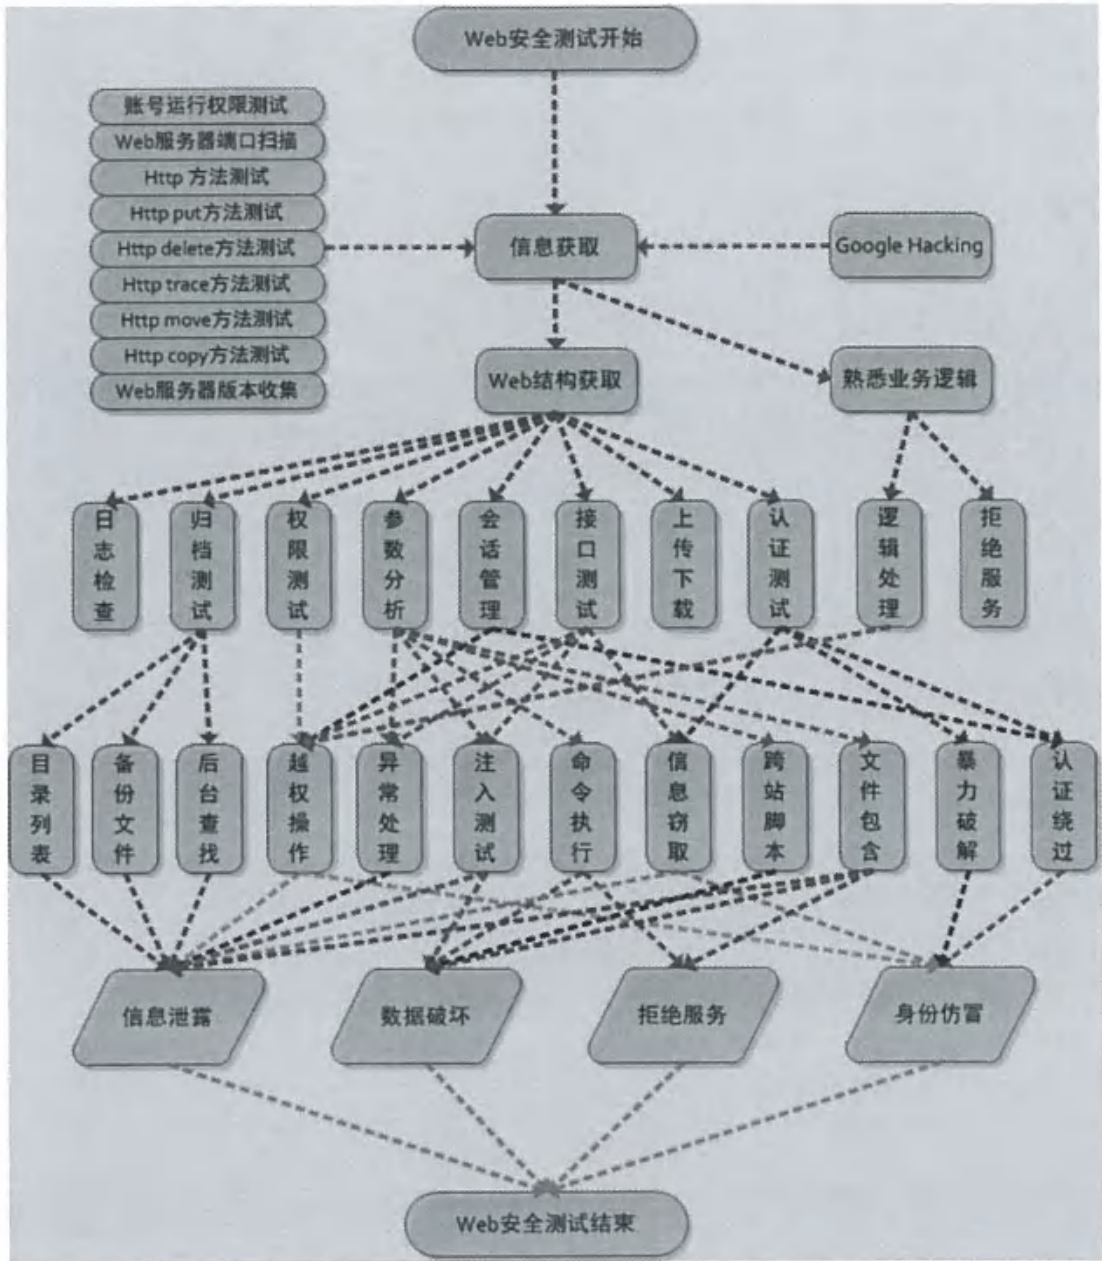 Web安全测试开始
账号运行权限测试
Web服务器端口扫描
Http 方法测试
Http put方法测试
Http delete方法测试
Http trace方法测试
Http move方法测试
Http copy方法测试
Web服务器版本收集
信息获取
Google Hacking
Web结构获取
熟悉业务逻辑
日志检查
归档测试
权限测试
参数分析
会话管理
接口测试
上传下载
认证测试
逻辑处理
拒绝服务
目录列表
备份文件
后台查找
越权操作
异常处理
注入测试
命令执行
信息窃取
跨站脚本
文件包含
暴力破解
认证绕过
信息泄露
数据破坏
拒绝服务
身份仿冒
Web安全测试结束